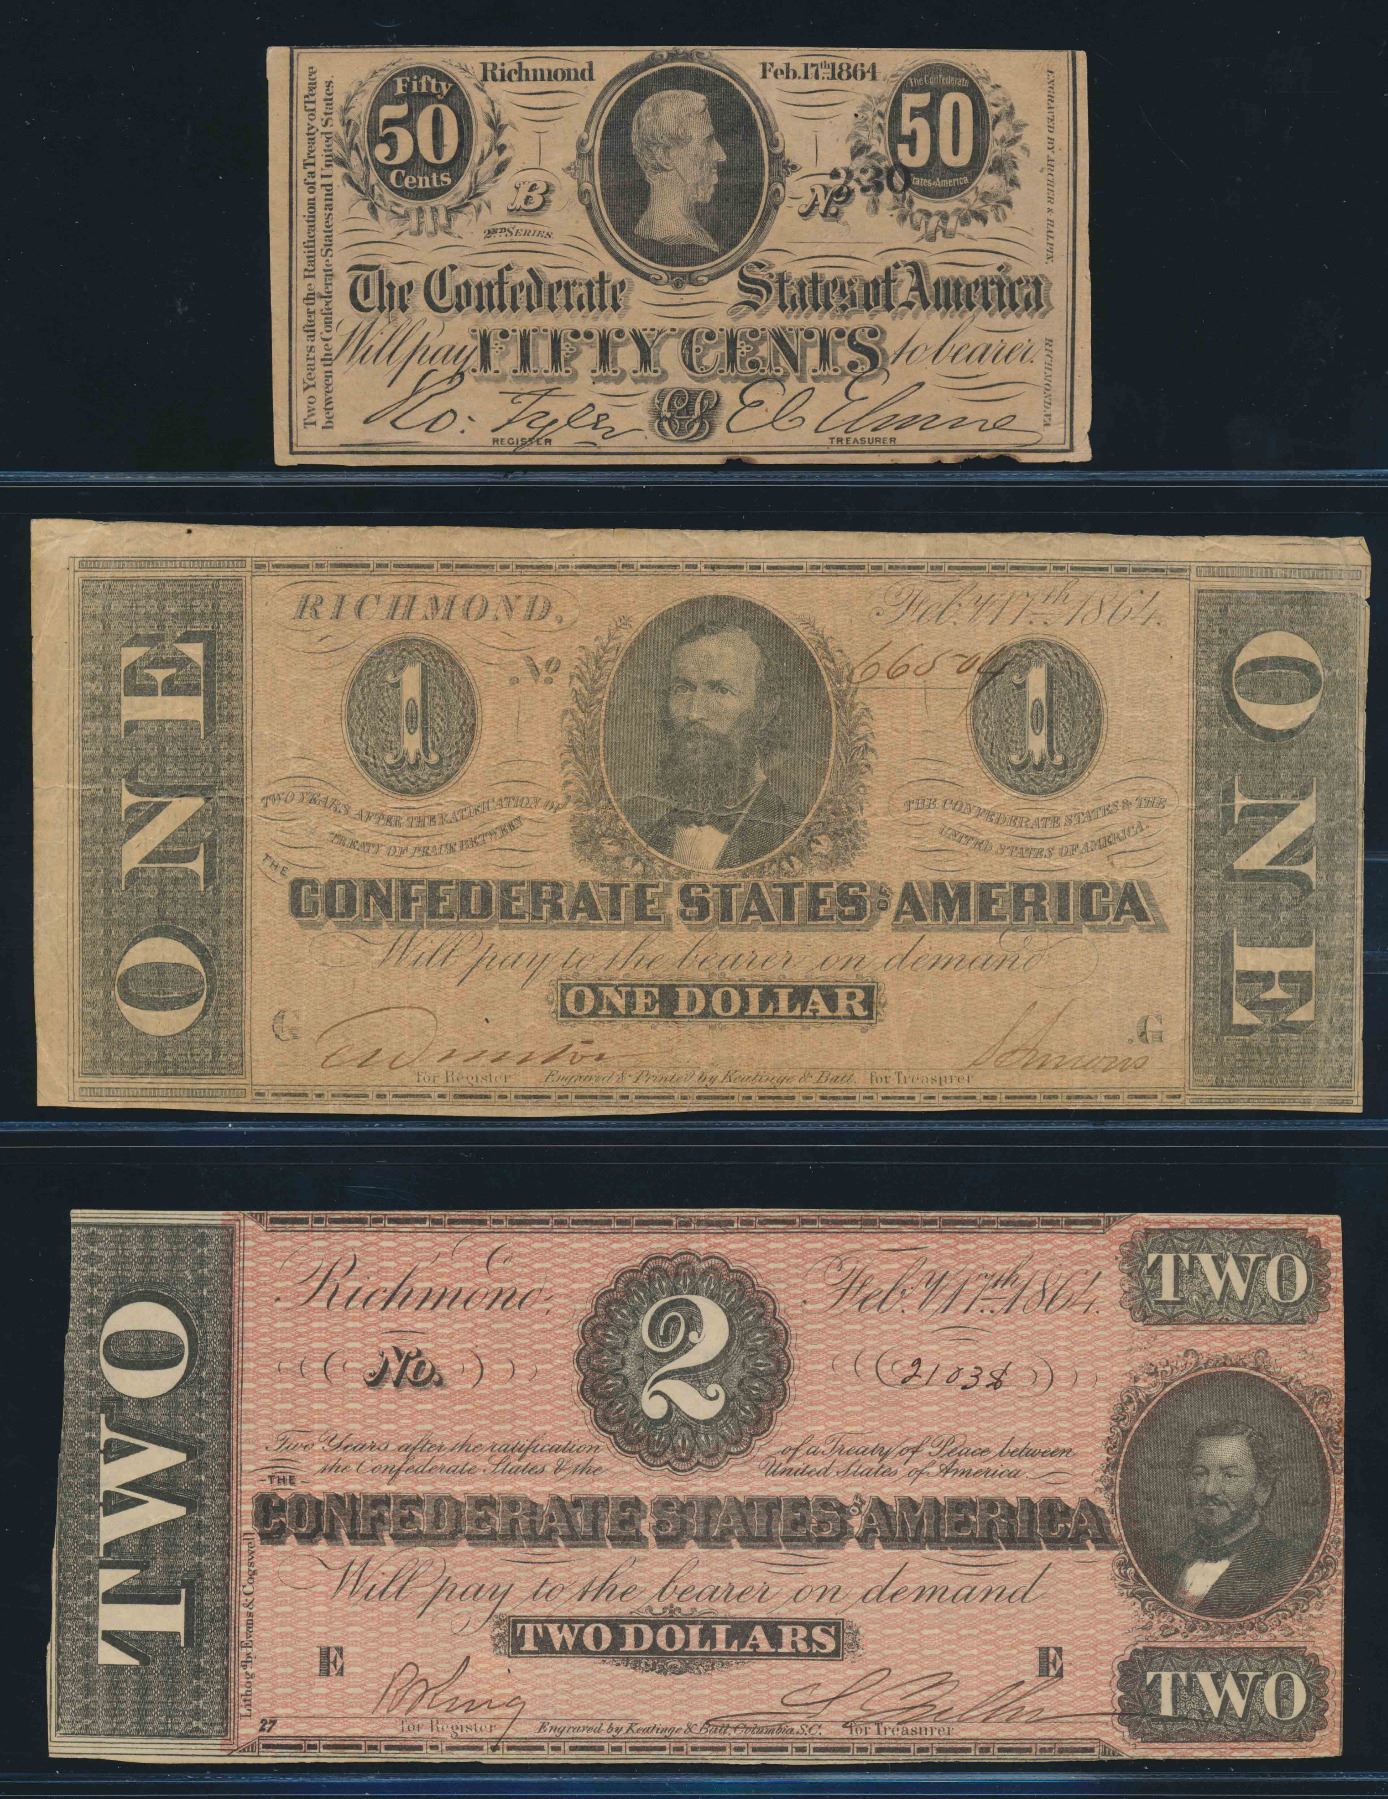 Richmond Feb. 17th 1864
Fifty
50
Cents
The Confederate
50
States of America
B
2ND SERIES.
No 230
Two Years after the Ratification of a Treaty of Peace
between the Confederate States and United States.
ENGRAVED BY ARCHER & HALPIN. RICHMOND, VA
The Confederate States of America
Will pay FIFTY CENTS to bearer.
Ro: Tyler CS E C Elmore
REGISTER TREASURER
ONE
RICHMOND. Feb.y 17th 1864.
No 66504
1 1
TWO YEARS AFTER THE RATIFICATION OF A
TREATY OF PEACE BETWEEN
THE CONFEDERATE STATES & THE
UNITED STATES OF AMERICA.
THE
CONFEDERATE STATES OF AMERICA
Will pay to the bearer on demand
ONE DOLLAR
G G
For Register Engraved & Printed by Keatinge & Ball. For Treasurer
ONE
TWO
Richmond. Feb.y 17th 1864.
2
No. 21038
TWO
Two Years after the ratification of a Treaty of Peace between
the Confederate States & the United States of America
THE
CONFEDERATE STATES OF AMERICA
Will pay to the bearer on demand
TWO DOLLARS
E E
27 for Register Engraved by Keatinge & Ball, Columbia, S.C. for Treasurer
Lithog'd by Evans & Cogswell
TWO